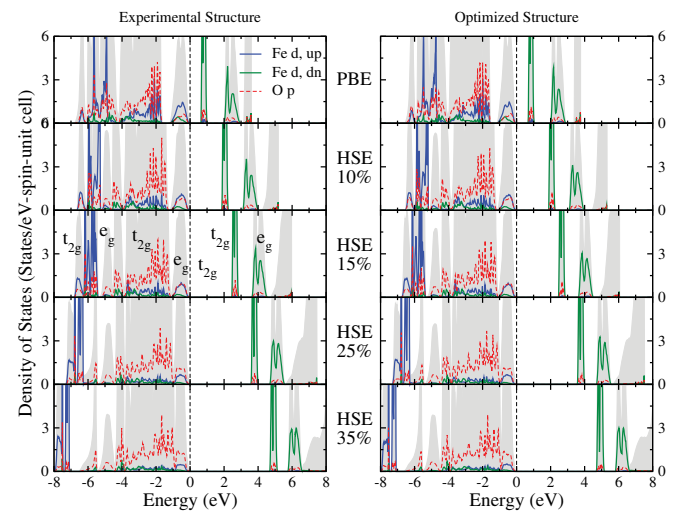 Experimental Structure
Optimized Structure
Density of States (States/eV-spin-unit cell)
6
3
0
Fe d, up
Fe d, dn
O p
PBE
6
3
0
3
0
HSE
10%
3
0
3
0
t2g
eg
t2g
eg
t2g
eg
HSE
15%
3
0
3
0
HSE
25%
3
0
3
0
HSE
35%
3
0
-8 -6 -4 -2 0 2 4 6 8
-8 -6 -4 -2 0 2 4 6 8
Energy (eV)
Energy (eV)